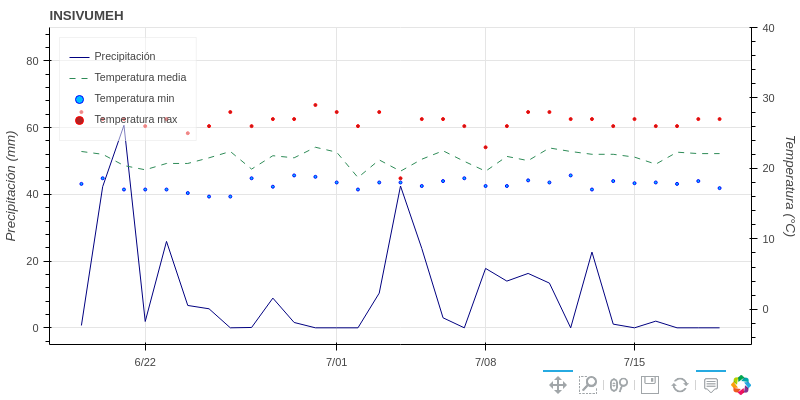 INSIVUMEH
Precipitación
Temperatura media
Temperatura min
Temperatura max
Precipitación (mm)
80
60
40
20
0
Temperatura (°C)
40
30
20
10
0
6/22
7/01
7/08
7/15